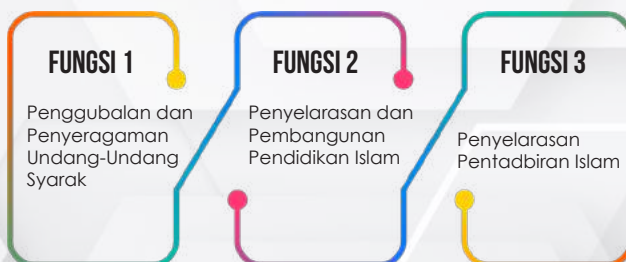 FUNGSI 1
Penggubalan dan
Penyeragaman
Undang-Undang
Syarak
FUNGSI 2
Penyelarasan dan
Pembangunan
Pendidikan Islam
FUNGSI 3
Penyelarasan
Pentadbiran Islam